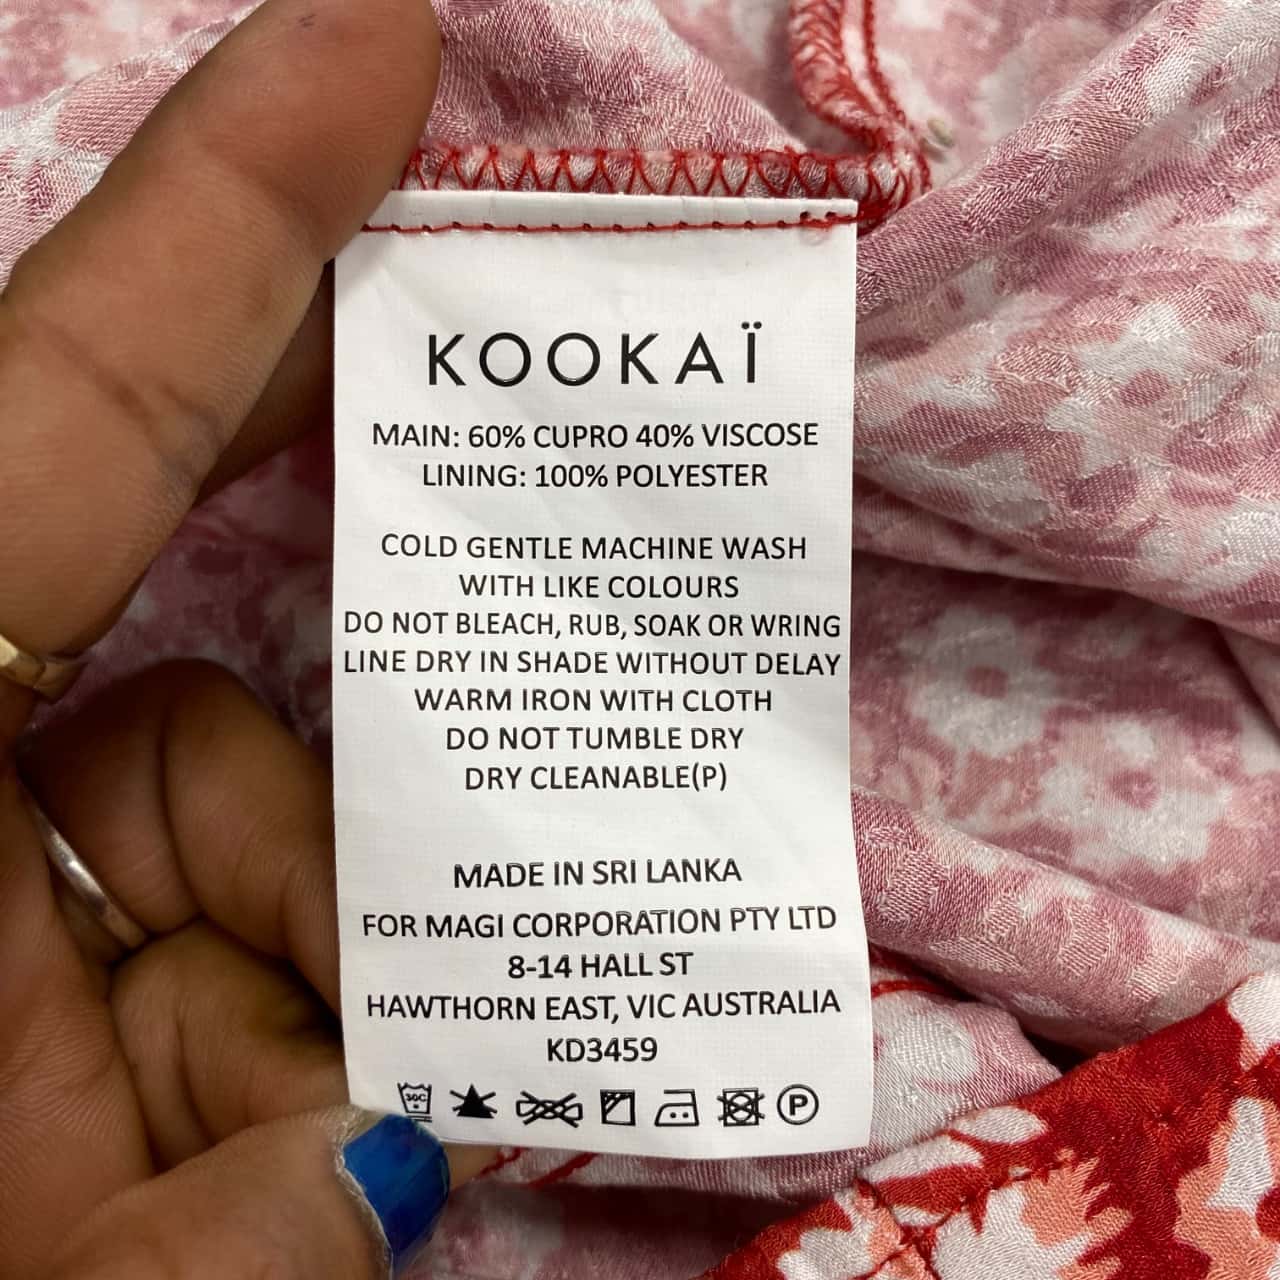 KOOKAÏ
MAIN: 60% CUPRO 40% VISCOSE
LINING: 100% POLYESTER
COLD GENTLE MACHINE WASH
WITH LIKE COLOURS
DO NOT BLEACH, RUB, SOAK OR WRING
LINE DRY IN SHADE WITHOUT DELAY
WARM IRON WITH CLOTH
DO NOT TUMBLE DRY
DRY CLEANABLE(P)
MADE IN SRI LANKA
FOR MAGI CORPORATION PTY LTD
8-14 HALL ST
HAWTHORN EAST, VIC AUSTRALIA
KD3459
30C P